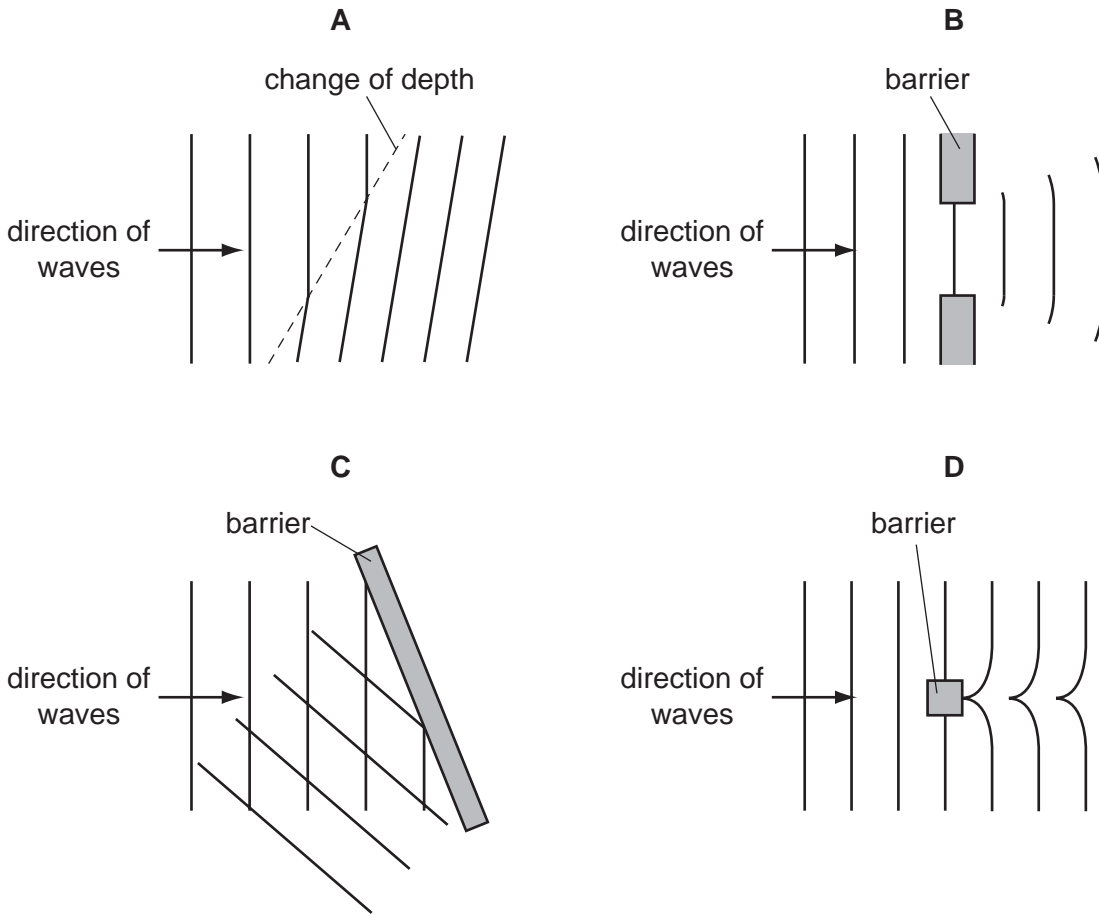 A
change of depth
direction of
waves
B
barrier
direction of
waves
C
barrier
direction of
waves
D
barrier
direction of
waves